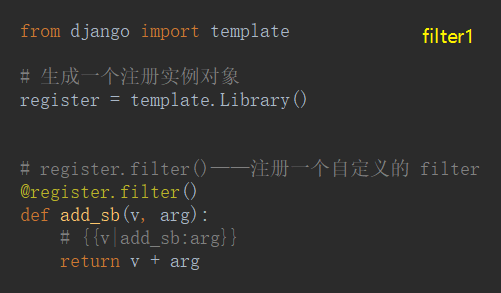 from django import template
filter1
# 生成一个注册实例对象
register = template.Library()
# register.filter()——注册一个自定义的 filter
@register.filter()
def add_sb(v, arg):
# {{v|add_sb:arg}}
return v + arg